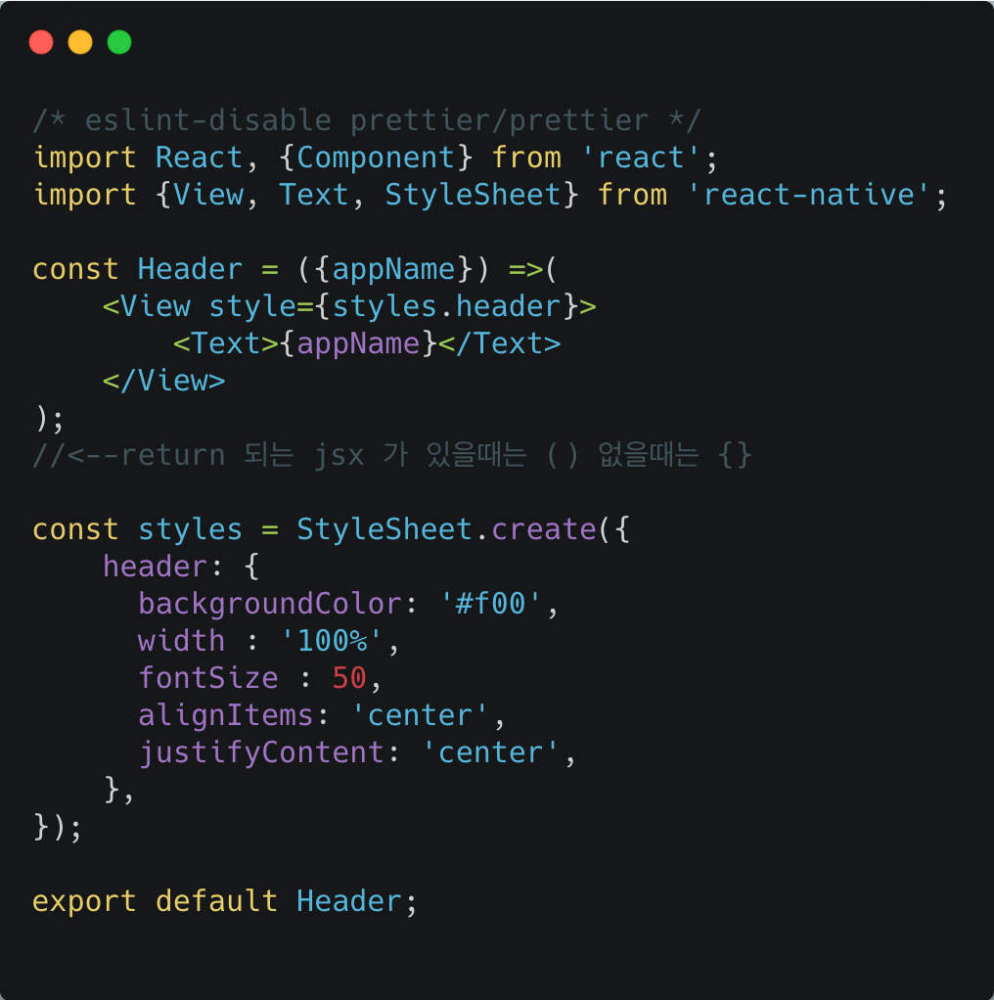 /* eslint-disable prettier/prettier */
import React, {Component} from 'react';
import {View, Text, StyleSheet} from 'react-native';

const Header = ({appName}) =>(
    <View style={styles.header}>
        <Text>{appName}</Text>
    </View>
);
//<--return 되는 jsx 가 있을때는 () 없을때는 {}

const styles = StyleSheet.create({
    header: {
      backgroundColor: '#f00',
      width : '100%',
      fontSize : 50,
      alignItems: 'center',
      justifyContent: 'center',
    },
});

export default Header;